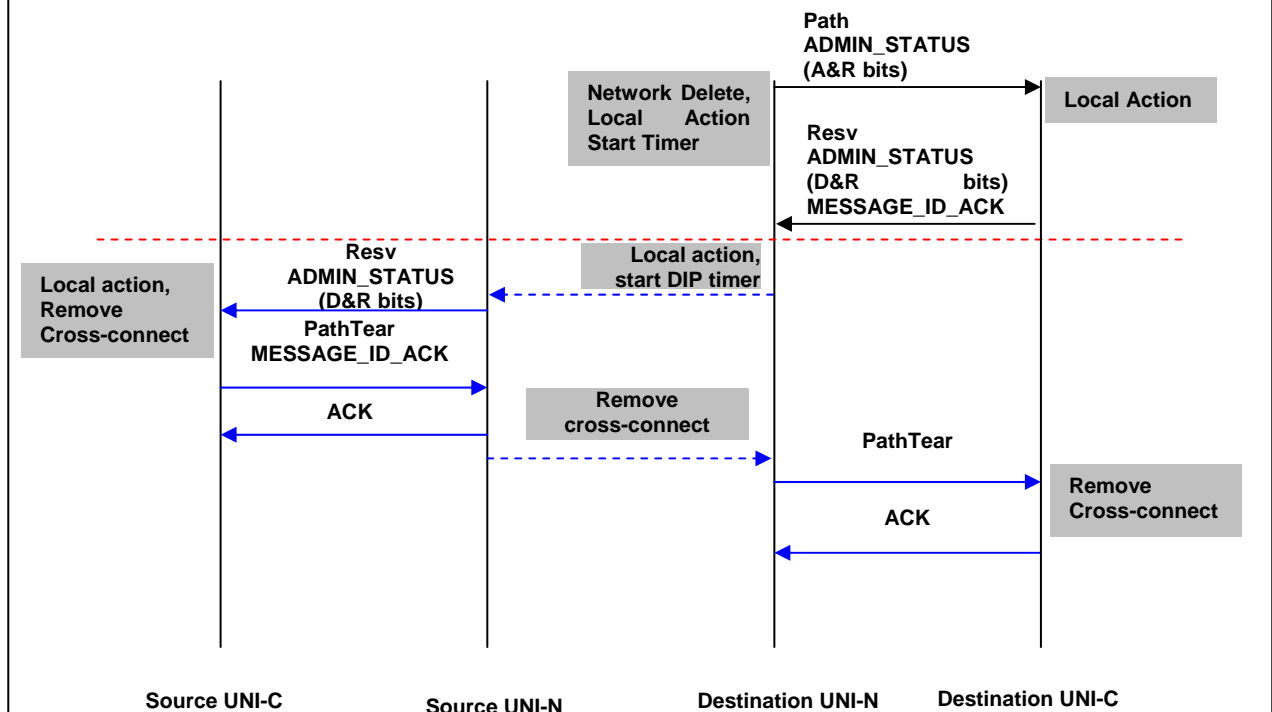 Path
ADMIN_STATUS
(A&R bits)
Network Delete,
Local Action
Start Timer
Local Action
Resv
ADMIN_STATUS
(D&R bits)
MESSAGE_ID_ACK
Resv
ADMIN_STATUS
(D&R bits)
Local action,
start DIP timer
Local action,
Remove
Cross-connect
PathTear
MESSAGE_ID_ACK
ACK
Remove
cross-connect
PathTear
Remove
Cross-connect
ACK
Source UNI-C
Source UNI-N
Destination UNI-N
Destination UNI-C